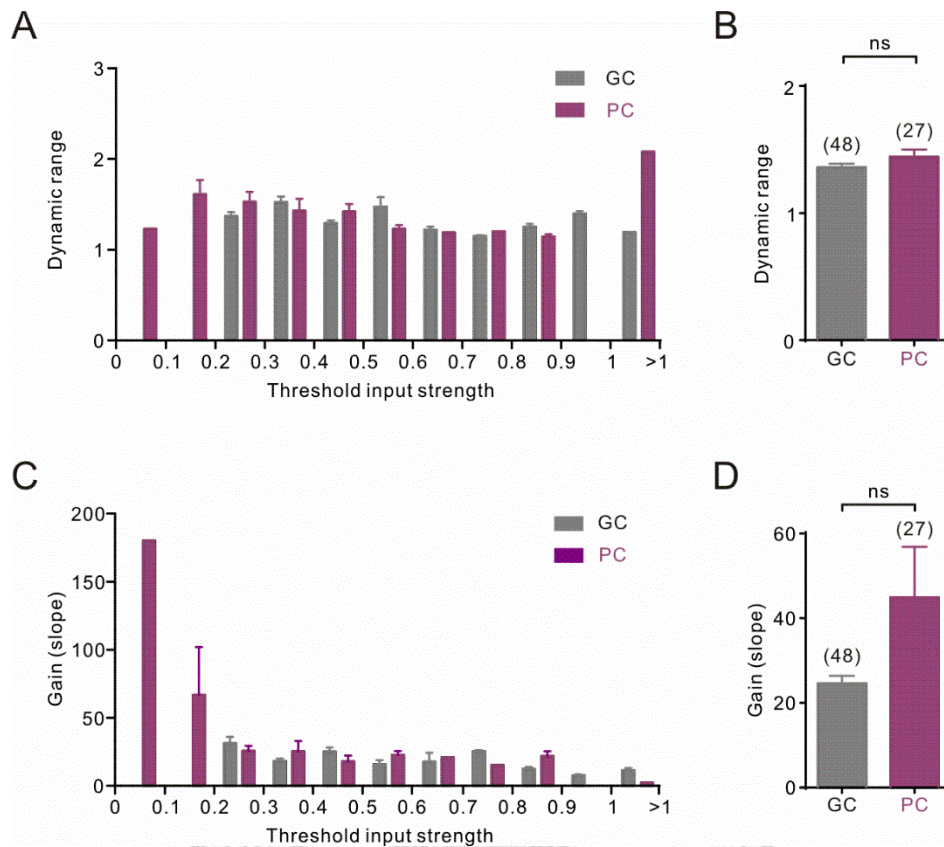 A
Dynamic range
3
2
1
0
GC
PC
0 0.1 0.2 0.3 0.4 0.5 0.6 0.7 0.8 0.9 1 >1
Threshold input strength
B
ns
Dynamic range
2
1
0
(48) (27)
GC PC
C
Gain (slope)
200
150
100
50
0
GC
PC
0 0.1 0.2 0.3 0.4 0.5 0.6 0.7 0.8 0.9 1 >1
Threshold input strength
D
ns
Gain (slope)
60
40
20
0
(27)
(48)
GC PC